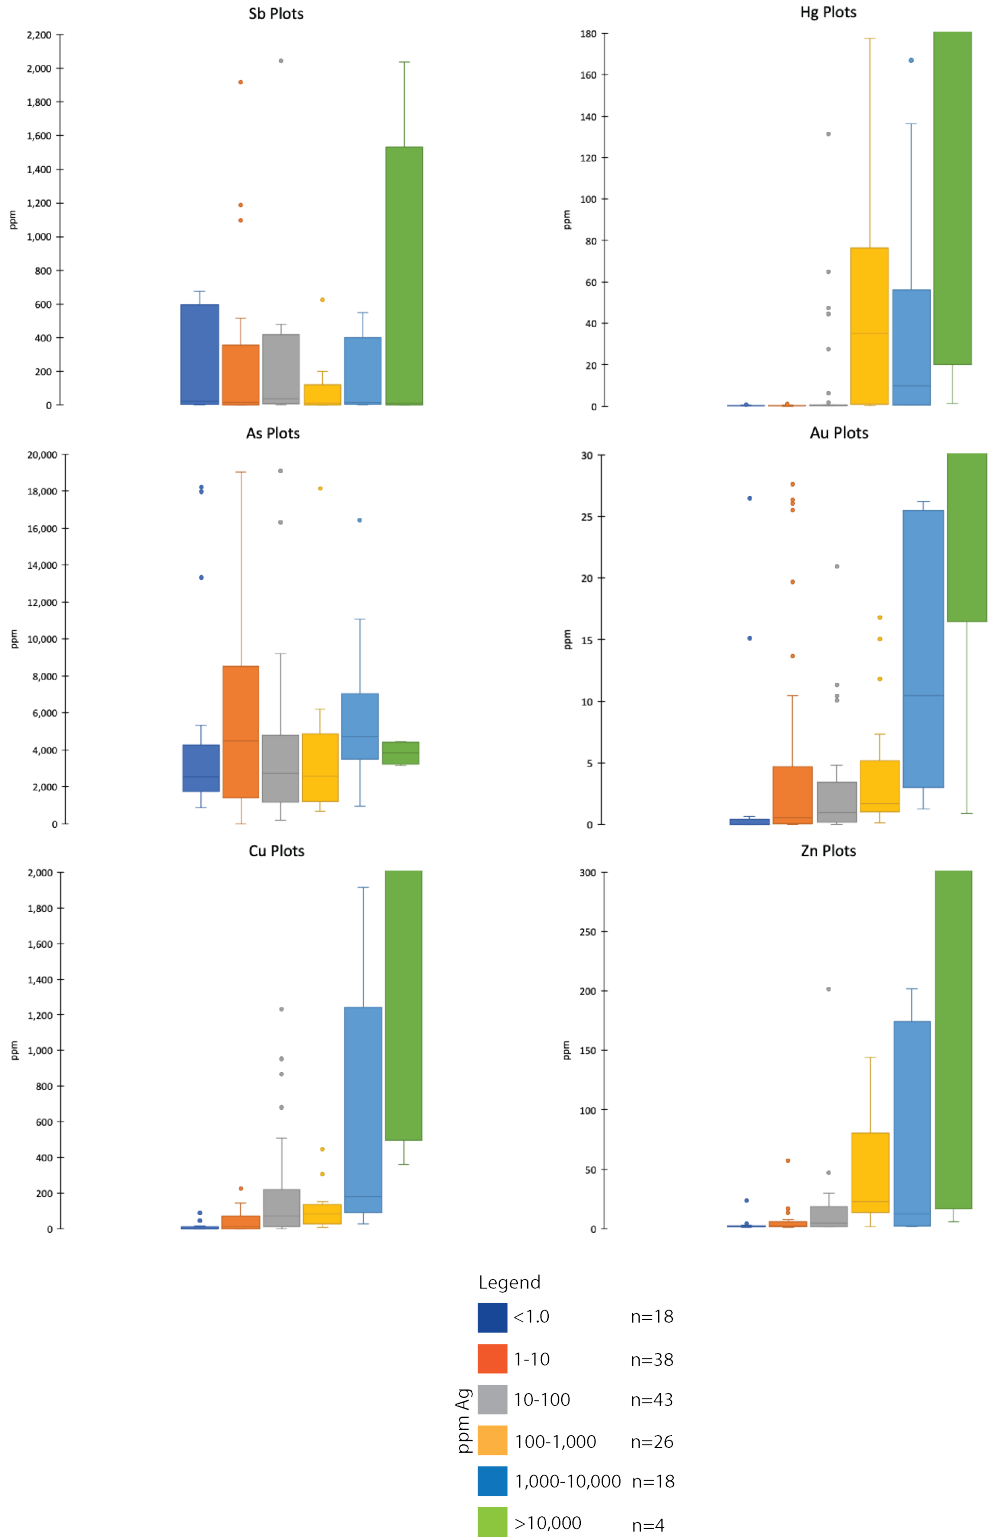 Sb Plots
2,200
2,000
1,800
1,600
1,400
1,200
1,000
800
600
400
200
0
ppm
Hg Plots
180
160
140
120
100
80
60
40
20
0
ppm
As Plots
20,000
18,000
16,000
14,000
12,000
10,000
8,000
6,000
4,000
2,000
0
ppm
Au Plots
30
25
20
15
10
5
0
ppm
Cu Plots
2,000
1,800
1,600
1,400
1,200
1,000
800
600
400
200
0
ppm
Zn Plots
300
250
200
150
100
50
0
ppm
Legend
ppm Ag
<1.0 n=18
1-10 n=38
10-100 n=43
100-1,000 n=26
1,000-10,000 n=18
>10,000 n=4